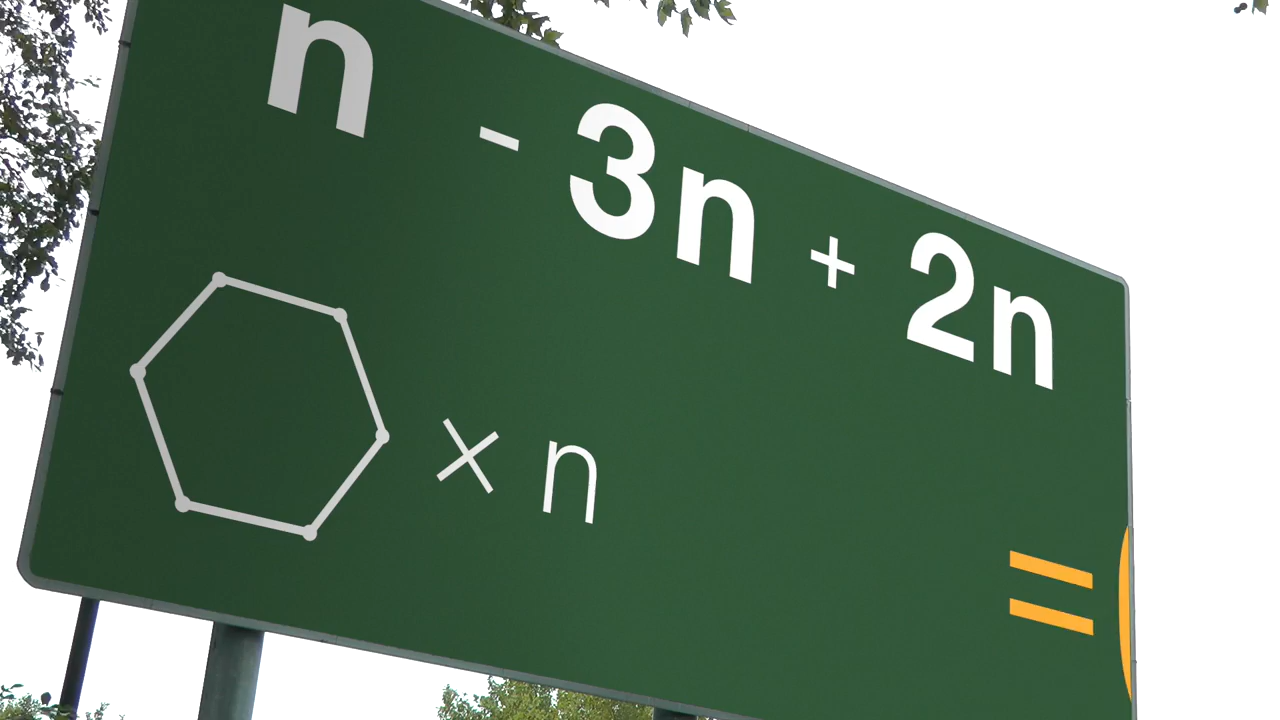 n - 3n + 2n
× n
=